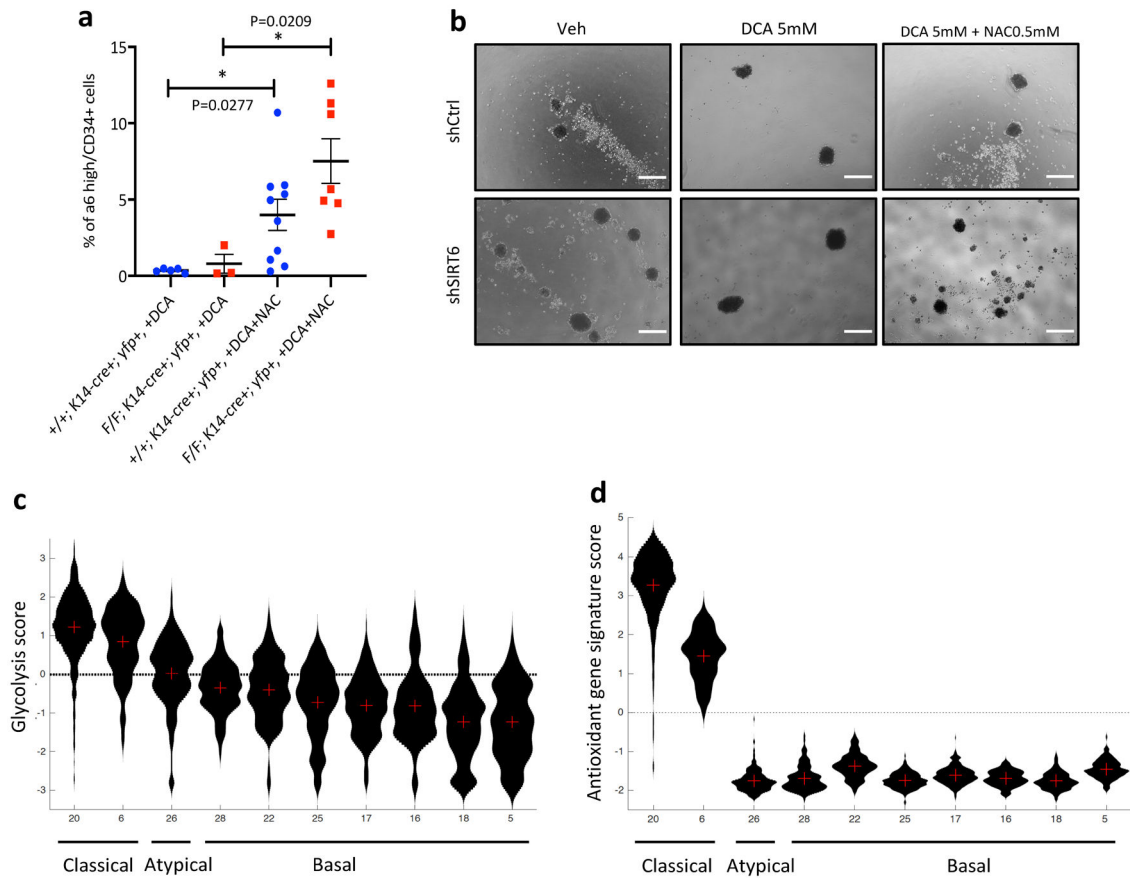 a
P=0.0209
*
*
P=0.0277
% of a6 high/CD34+ cells
15
10
5
0
+/+; K14-cre+; yfp+, +DCA
F/F; K14-cre+; yfp+, +DCA
+/+; K14-cre+; yfp+, +DCA+NAC
F/F; K14-cre+; yfp+, +DCA+NAC
b
Veh
DCA 5mM
DCA 5mM + NAC0.5mM
shCtrl
shSIRT6
c
Glycolysis score
3
2
1
0
-1
-2
-3
20 6 26 28 22 25 17 16 18 5
Classical Atypical Basal
d
Antioxidant gene signature score
5
4
3
2
1
0
-1
-2
20 6 26 28 22 25 17 16 18 5
Classical Atypical Basal